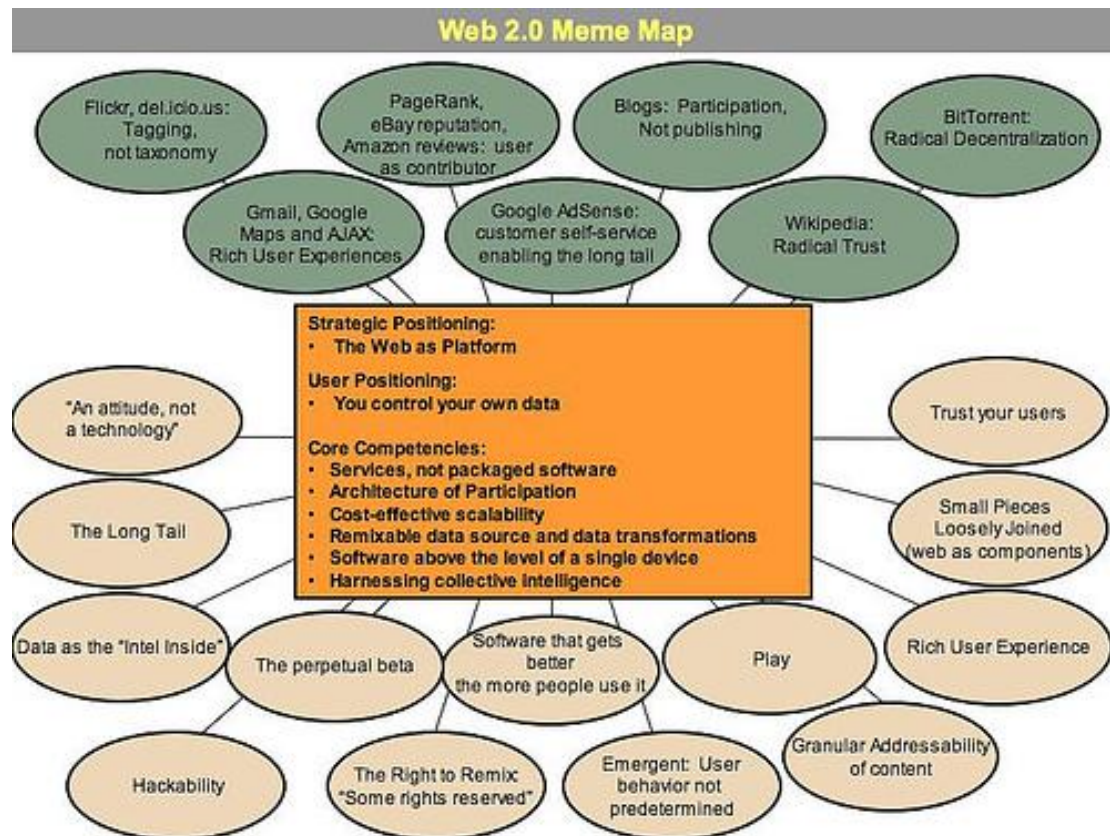 Web 2.0 Meme Map
Flickr, del.icio.us:
Tagging,
not taxonomy
PageRank,
eBay reputation,
Amazon reviews: user
as contributor
Blogs: Participation,
Not publishing
BitTorrent:
Radical Decentralization
Gmail, Google
Maps and AJAX:
Rich User Experiences
Google AdSense:
customer self-service
enabling the long tail
Wikipedia:
Radical Trust
Strategic Positioning:
• The Web as Platform
User Positioning:
• You control your own data
Core Competencies:
• Services, not packaged software
• Architecture of Participation
• Cost-effective scalability
• Remixable data source and data transformations
• Software above the level of a single device
• Harnessing collective intelligence
"An attitude, not
a technology"
Trust your users
The Long Tail
Small Pieces
Loosely Joined
(web as components)
Data as the "Intel Inside"
The perpetual beta
Software that gets
better
the more people use it
Play
Rich User Experience
Hackability
The Right to Remix:
"Some rights reserved"
Emergent: User
behavior not
predetermined
Granular Addressability
of content